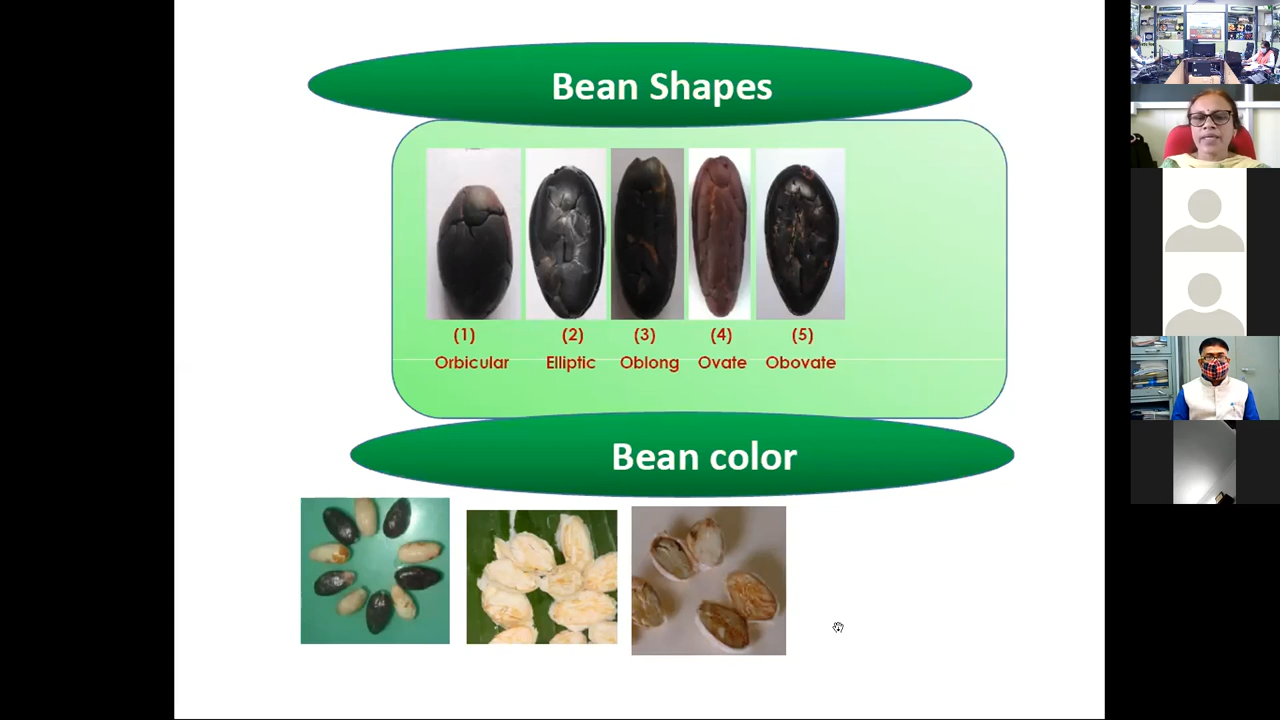 Bean Shapes
(1) (2) (3) (4) (5)
Orbicular Elliptic Oblong Ovate Obovate
Bean color